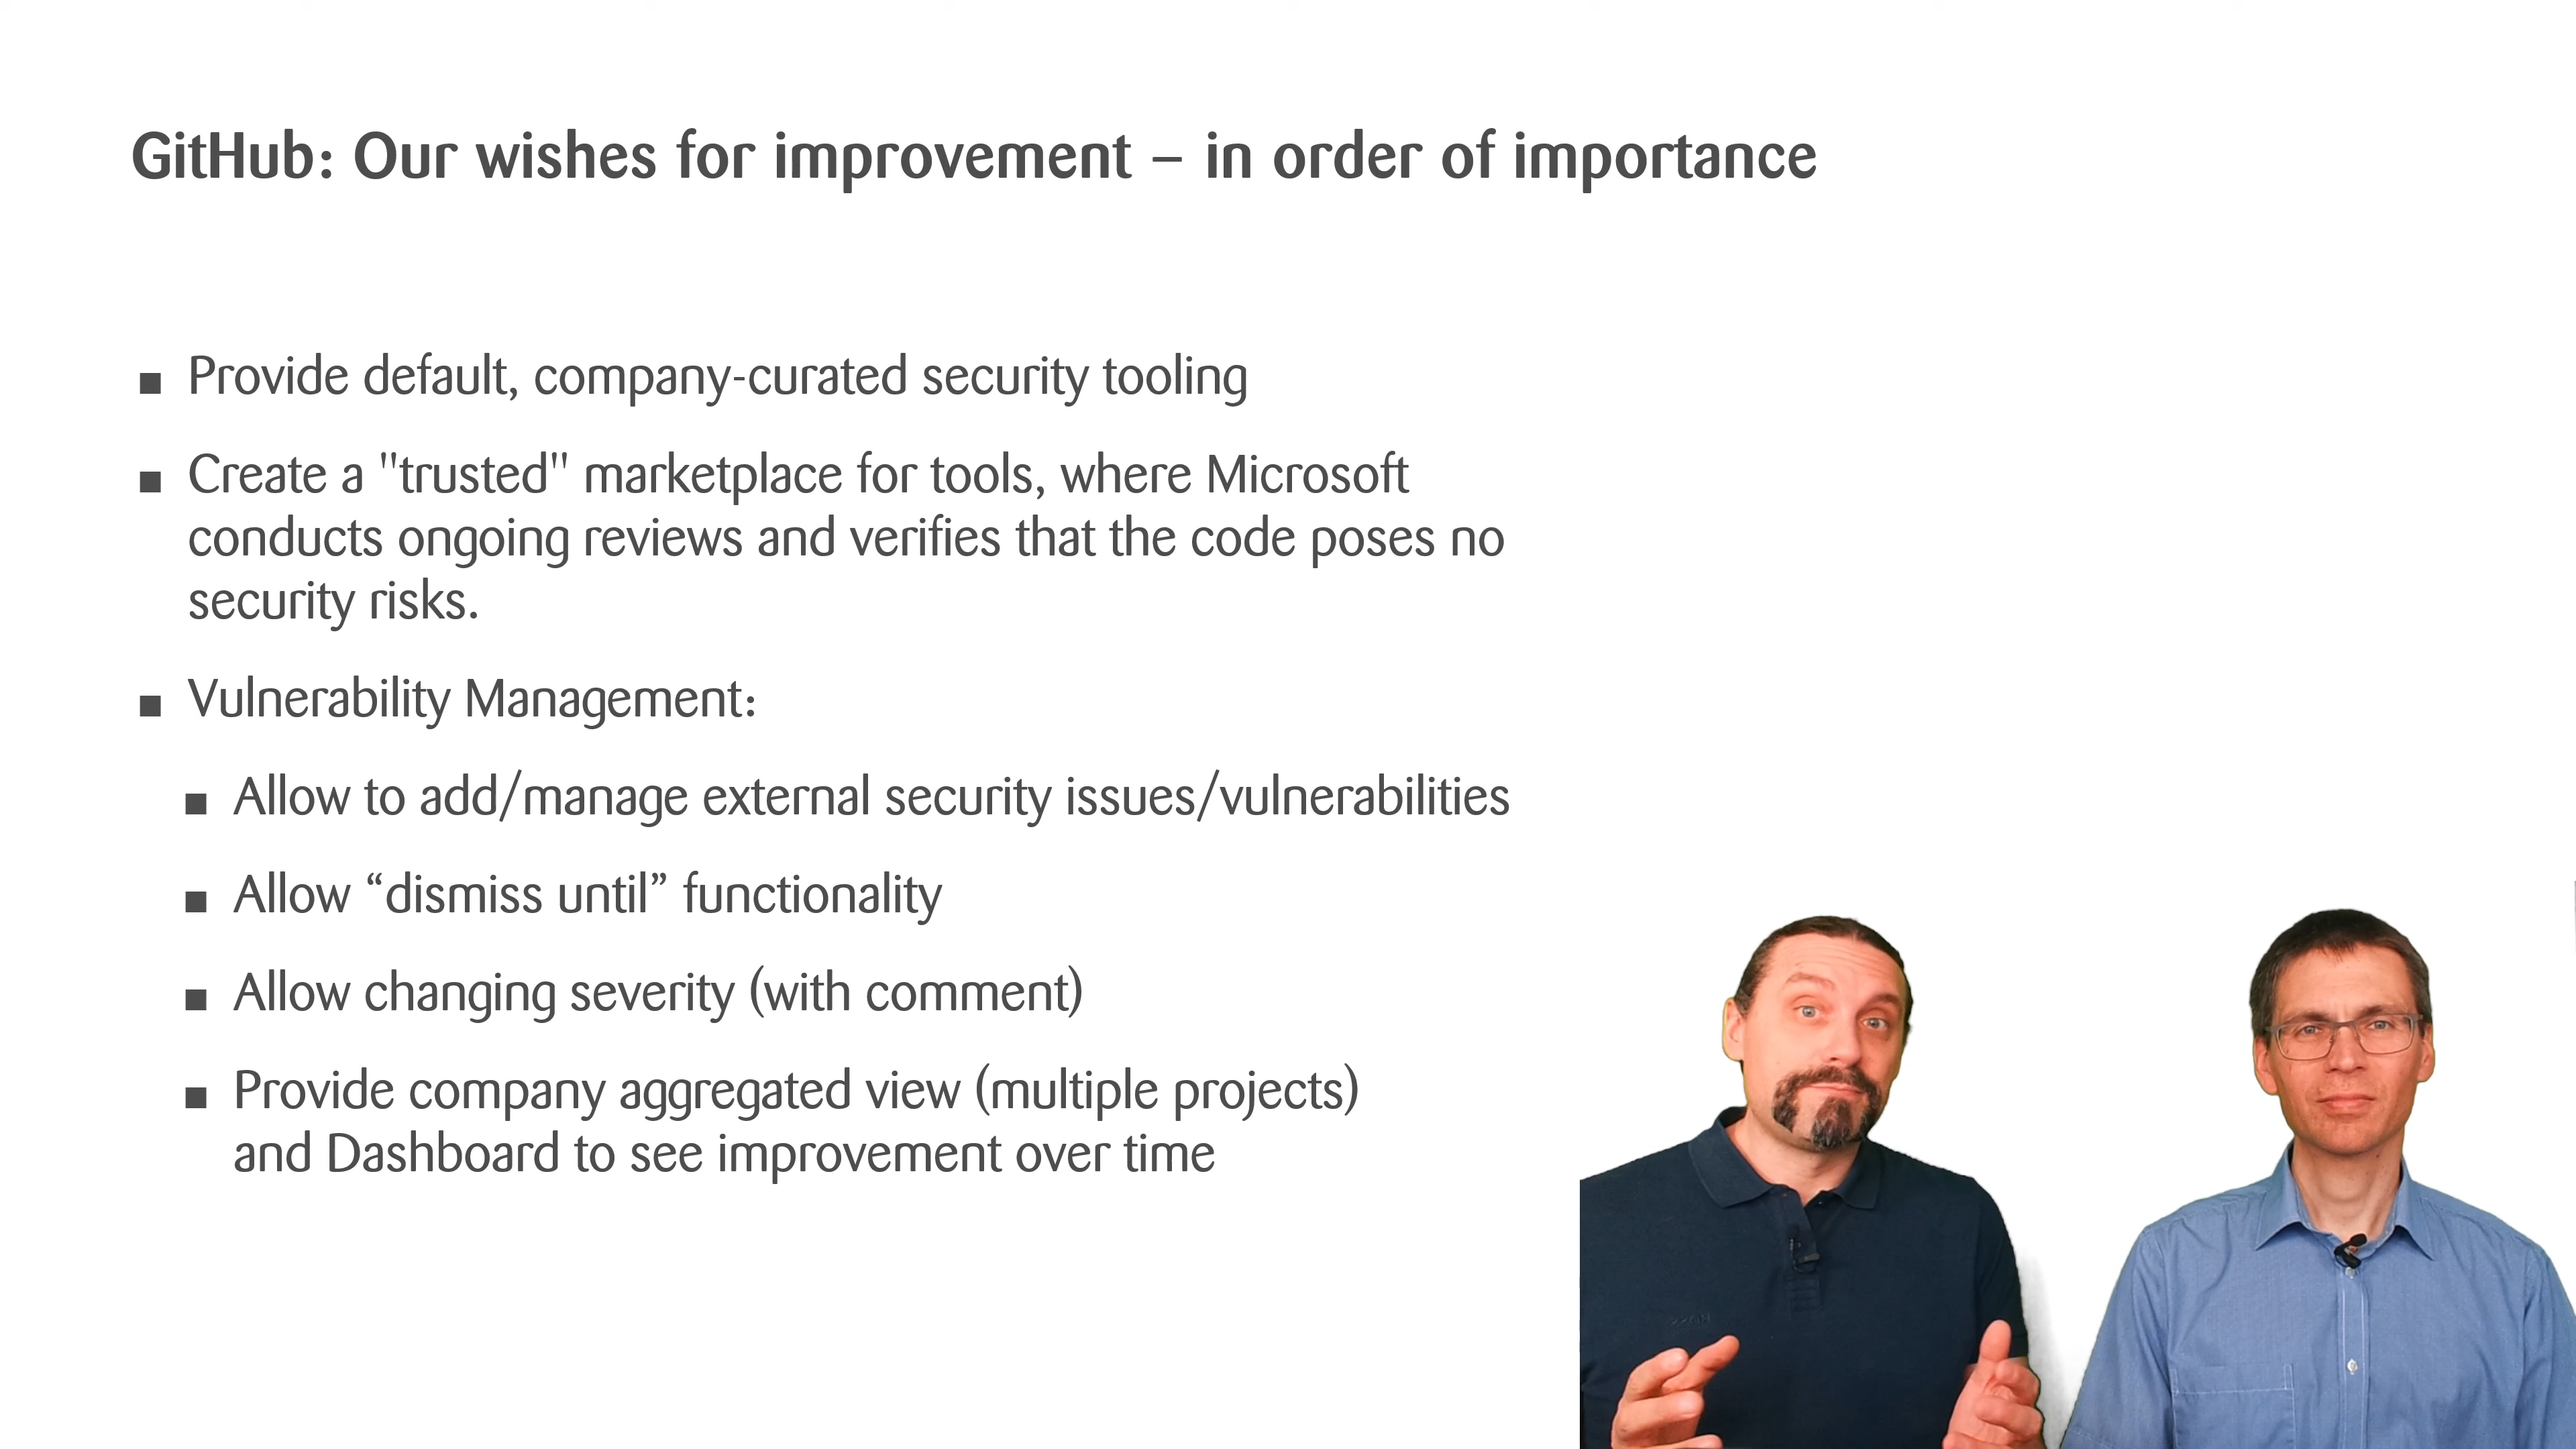 GitHub: Our wishes for improvement – in order of importance
▪ Provide default, company-curated security tooling
▪ Create a "trusted" marketplace for tools, where Microsoft
conducts ongoing reviews and verifies that the code poses no
security risks.
▪ Vulnerability Management:
▪ Allow to add/manage external security issues/vulnerabilities
▪ Allow “dismiss until” functionality
▪ Allow changing severity (with comment)
▪ Provide company aggregated view (multiple projects)
and Dashboard to see improvement over time